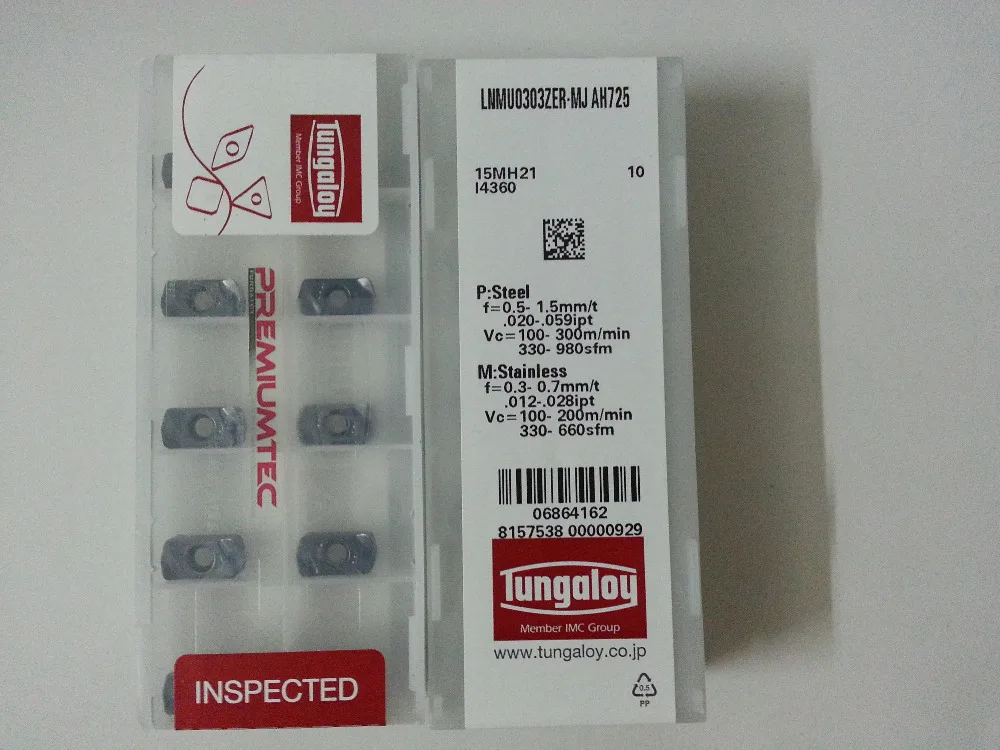 Tungaloy
Member IMC Group
PREMIUMTEC
INSPECTED
LNMU0303ZER-MJ AH725
15MH21 10
I4360
P:Steel
f=0.5- 1.5mm/t
.020-.059ipt
Vc=100- 300m/min
330- 980sfm
M:Stainless
f=0.3- 0.7mm/t
.012-.028ipt
Vc=100- 200m/min
330- 660sfm
06864162
8157538 00000929
Tungaloy
Member IMC Group
www.tungaloy.co.jp
0.5
PP